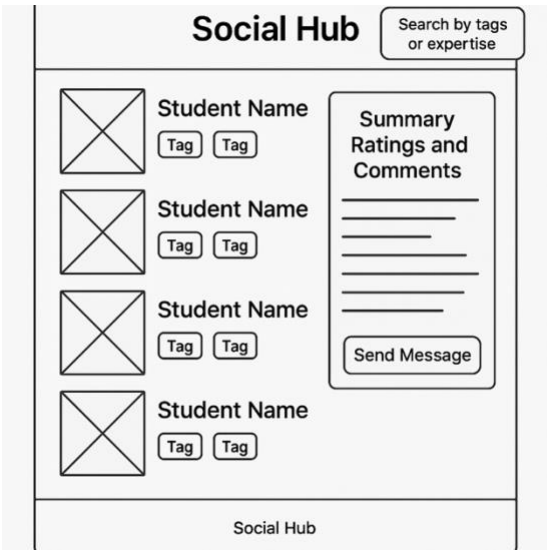 Social Hub
Search by tags
or expertise
Student Name
Tag Tag
Student Name
Tag Tag
Student Name
Tag Tag
Student Name
Tag Tag
Summary
Ratings and
Comments
Send Message
Social Hub